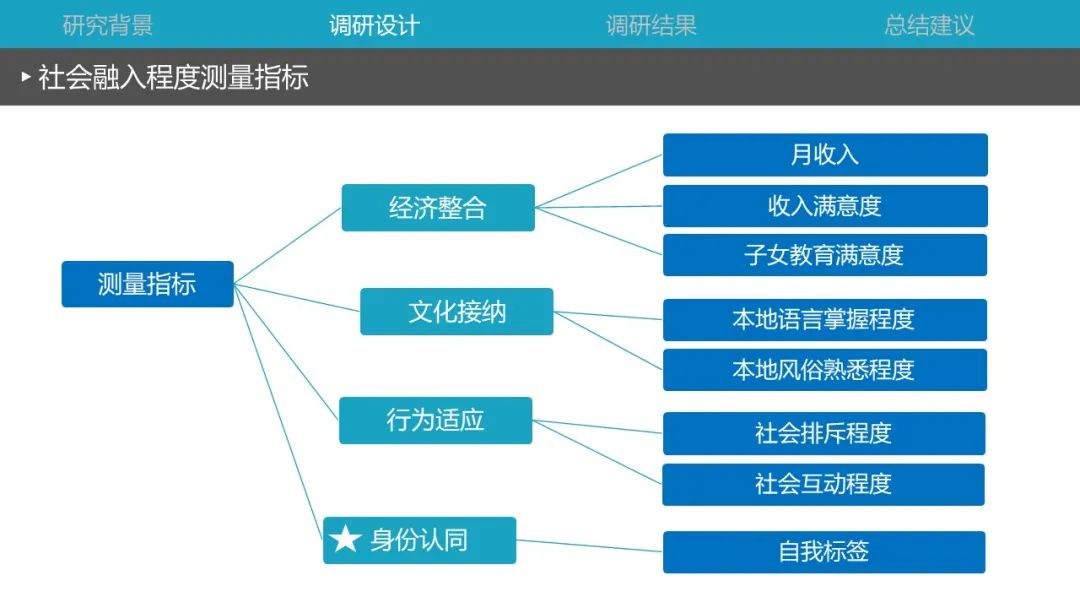 研究背景 调研设计 调研结果 总结建议
社会融入程度测量指标
测量指标
经济整合
月收入
收入满意度
子女教育满意度
文化接纳
本地语言掌握程度
本地风俗熟悉程度
行为适应
社会排斥程度
社会互动程度
身份认同
自我标签